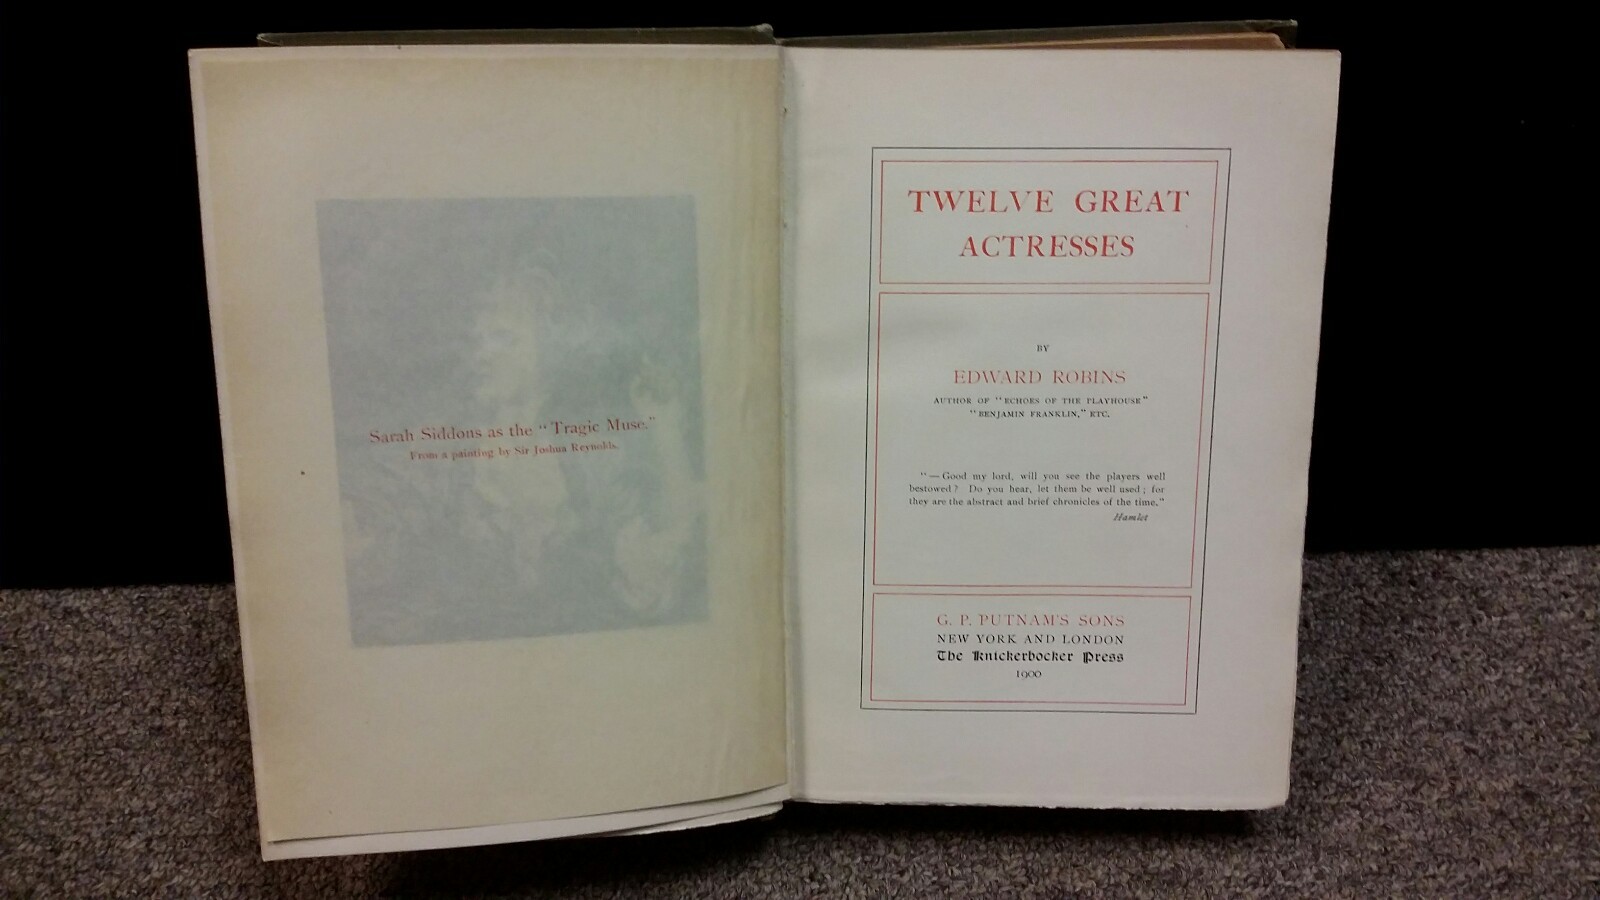 Sarah Siddons as the "Tragic Muse."
From a painting by Sir Joshua Reynolds.
TWELVE GREAT
ACTRESSES
BY
EDWARD ROBINS
AUTHOR OF "ECHOES OF THE PLAYHOUSE"
"BENJAMIN FRANKLIN," ETC.
"—Good my lord, will you see the players well
bestowed? Do you hear, let them be well used; for
they are the abstract and brief chronicles of the time."
Hamlet
G. P. PUTNAM'S SONS
NEW YORK AND LONDON
The Knickerbocker Press
1900